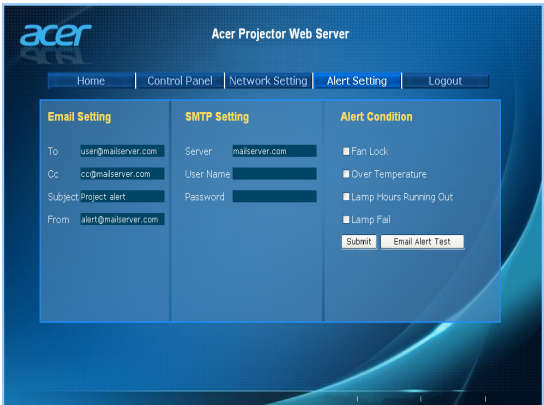 acer
Acer Projector Web Server
Home Control Panel Network Setting Alert Setting Logout
Email Setting
To user@mailserver.com
Cc cc@mailserver.com
Subject Project alert
From alert@mailserver.com
SMTP Setting
Server mailserver.com
User Name
Password
Alert Condition
Fan Lock
Over Temperature
Lamp Hours Running Out
Lamp Fail
Submit Email Alert Test